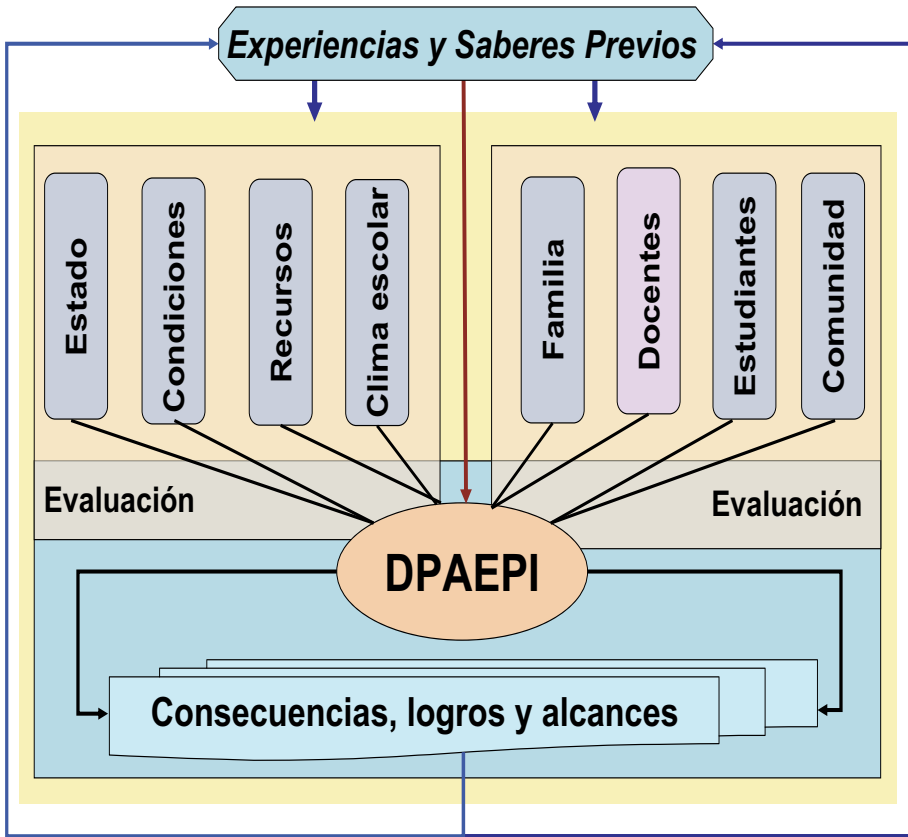 Experiencias y Saberes Previos
Estado
Condiciones
Recursos
Clima escolar
Familia
Docentes
Estudiantes
Comunidad
Evaluación
Evaluación
DPAEPI
Consecuencias, logros y alcances